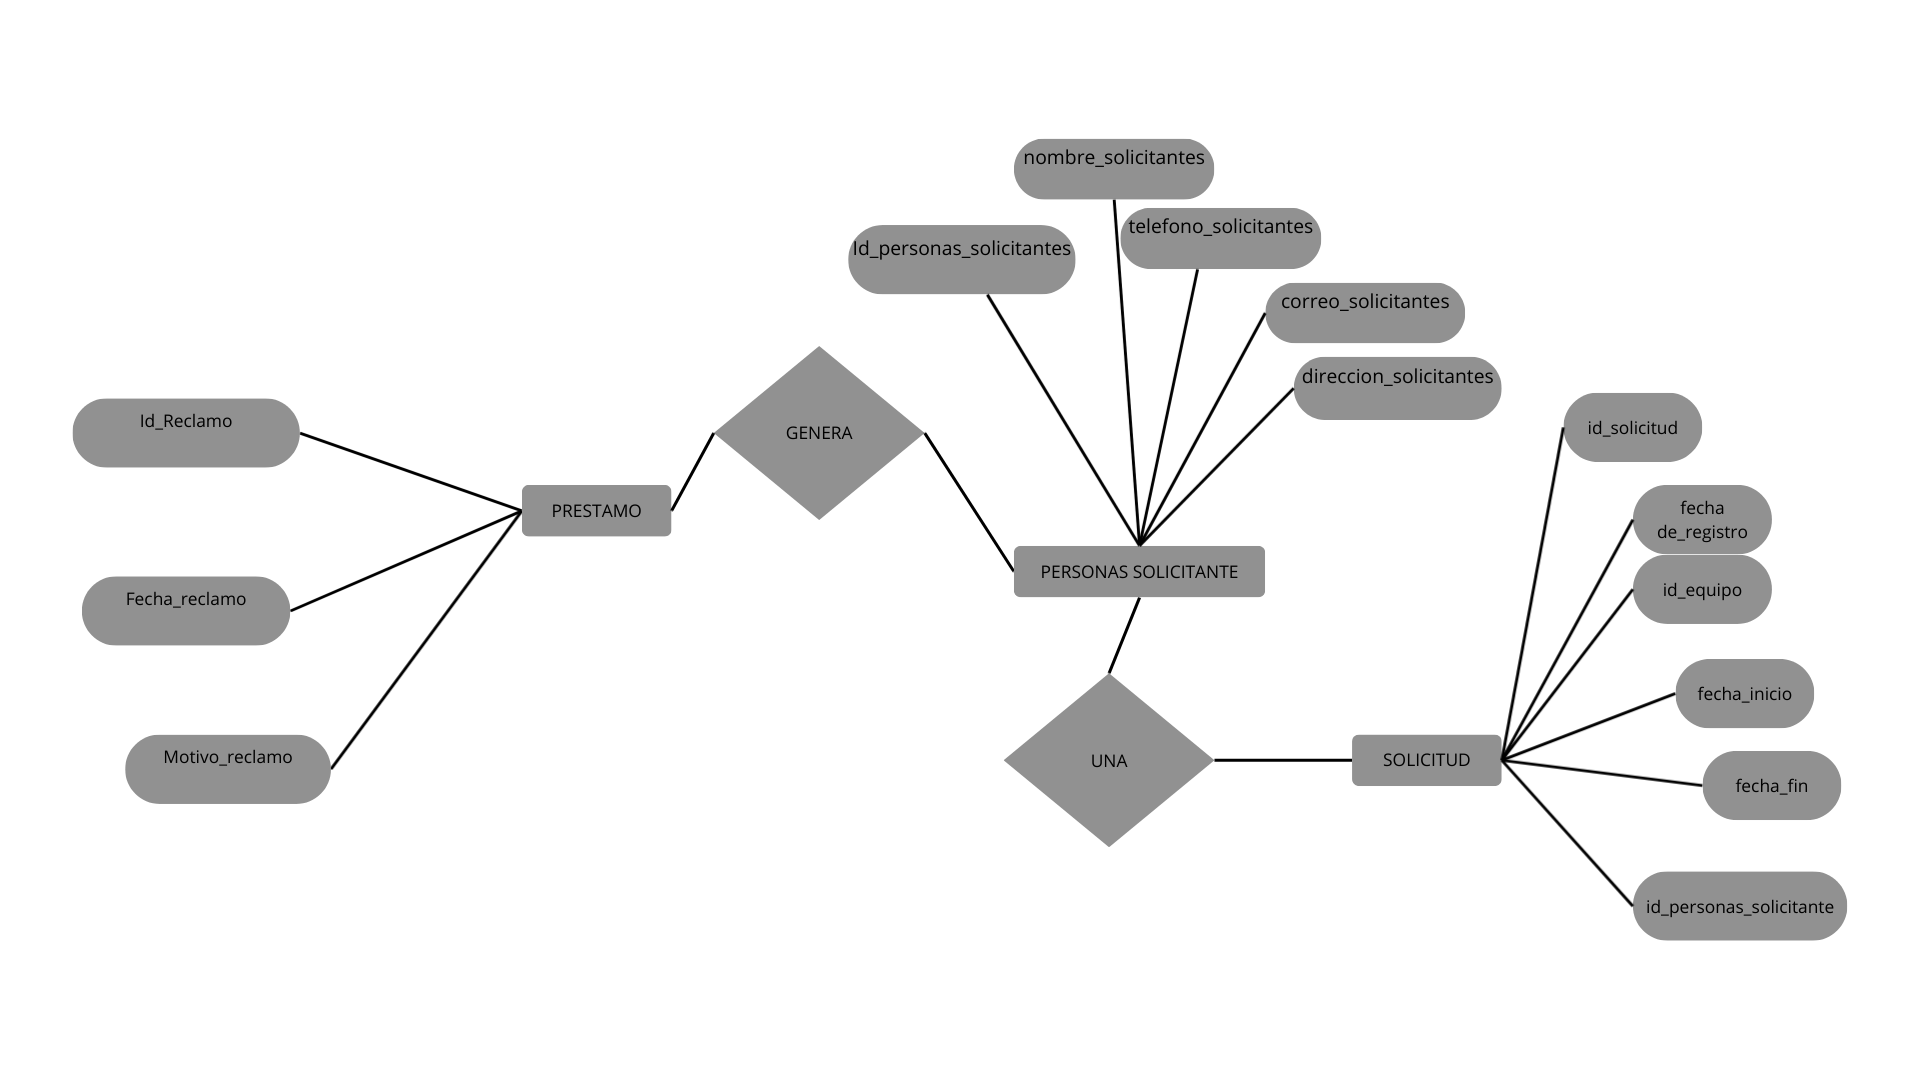 nombre_solicitantes
telefono_solicitantes
Id_personas_solicitantes
correo_solicitantes
direccion_solicitantes
Id_Reclamo
GENERA
id_solicitud
PRESTAMO
fecha
de_registro
Fecha_reclamo
PERSONAS SOLICITANTE
id_equipo
fecha_inicio
Motivo_reclamo
UNA
SOLICITUD
fecha_fin
id_personas_solicitante